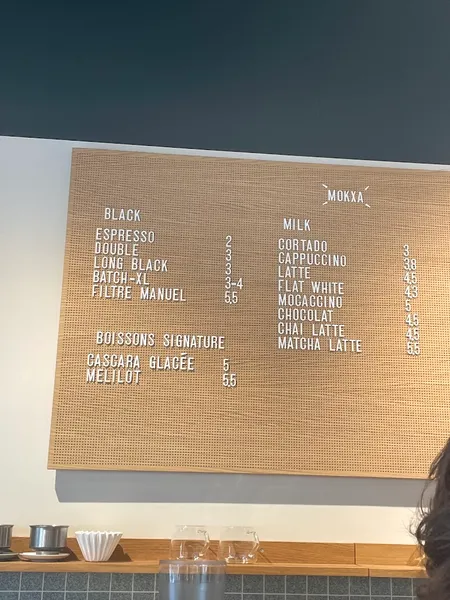 MOKXA
BLACK
ESPRESSO 2
DOUBLE 3
LONG BLACK 3
BATCH-XL 3-4
FILTRE MANUEL 5,5
BOISSONS SIGNATURE
CASCARA GLACÉE 5
MELILOT 5,5
MILK
CORTADO 3
CAPPUCCINO 3,8
LATTE 4,5
FLAT WHITE 4,3
MOCACCINO 5
CHOCOLAT 4,5
CHAI LATTE 4,5
MATCHA LATTE 5,5